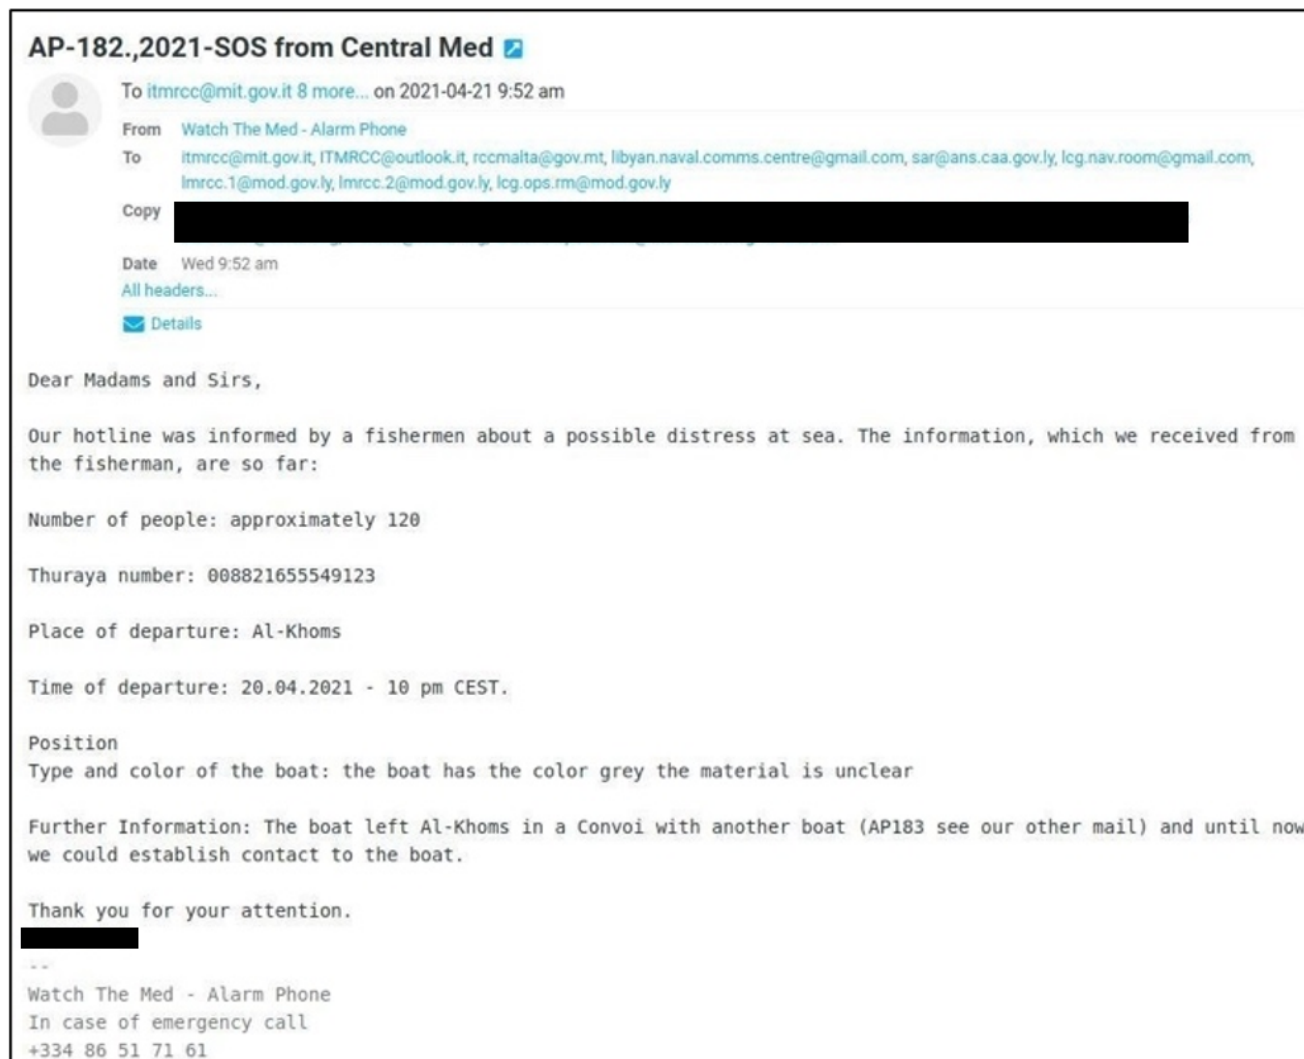 AP-182.,2021-SOS from Central Med
To itmrcc@mit.gov.it 8 more... on 2021-04-21 9:52 am
From Watch The Med - Alarm Phone
To itmrcc@mit.gov.it, ITMRCC@outlook.it, rccmalta@gov.mt, libyan.naval.comms.centre@gmail.com, sar@ans.caa.gov.ly, lcg.nav.room@gmail.com,
lmrcc.1@mod.gov.ly, lmrcc.2@mod.gov.ly, lcg.ops.rm@mod.gov.ly
Copy
Date Wed 9:52 am
All headers...
Details
Dear Madams and Sirs,
Our hotline was informed by a fishermen about a possible distress at sea. The information, which we received from
the fisherman, are so far:
Number of people: approximately 120
Thuraya number: 008821655549123
Place of departure: Al-Khoms
Time of departure: 20.04.2021 - 10 pm CEST.
Position
Type and color of the boat: the boat has the color grey the material is unclear
Further Information: The boat left Al-Khoms in a Convoi with another boat (AP183 see our other mail) and until now
we could establish contact to the boat.
Thank you for your attention.
--
Watch The Med - Alarm Phone
In case of emergency call
+334 86 51 71 61